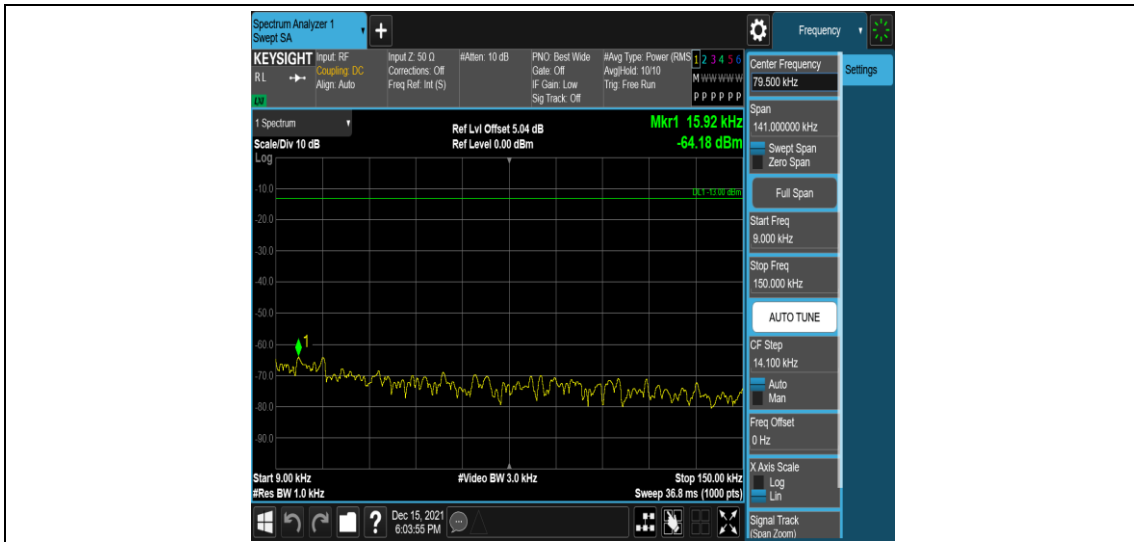 Spectrum Analyzer 1
Swept SA
+
Frequency
KEYSIGHT
RL
LXI
Input: RF
Coupling: DC
Align: Auto
Input Z: 50 Ω
Corrections: Off
Freq Ref: Int (S)
#Atten: 10 dB
PNO: Best Wide
Gate: Off
IF Gain: Low
Sig Track: Off
#Avg Type: Power (RMS
Avg|Hold: 10/10
Trig: Free Run
1 2 3 4 5 6
M W W W W W
P P P P P P
1 Spectrum
Scale/Div 10 dB
Log
Ref Lvl Offset 5.04 dB
Ref Level 0.00 dBm
Mkr1 15.92 kHz
-64.18 dBm
DL1 -13.00 dBm
-10.0
-20.0
-30.0
-40.0
-50.0
-60.0
-70.0
-80.0
-90.0
1
Start 9.00 kHz
#Res BW 1.0 kHz
#Video BW 3.0 kHz
Stop 150.00 kHz
Sweep 36.8 ms (1000 pts)
?
Dec 15, 2021
6:03:55 PM
Center Frequency
79.500 kHz
Settings
Span
141.000000 kHz
Swept Span
Zero Span
Full Span
Start Freq
9.000 kHz
Stop Freq
150.000 kHz
AUTO TUNE
CF Step
14.100 kHz
Auto
Man
Freq Offset
0 Hz
X Axis Scale
Log
Lin
Signal Track
(Span Zoom)